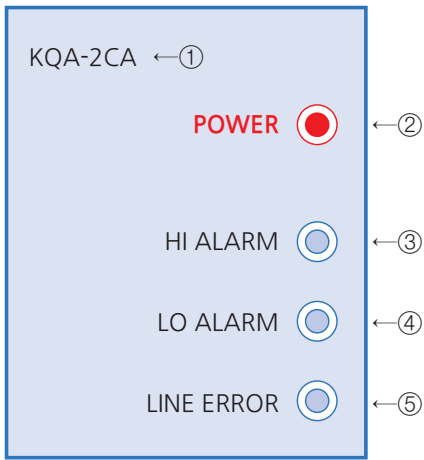 KQA-2CA ←①
POWER ←②
HI ALARM ←③
LO ALARM ←④
LINE ERROR ←⑤